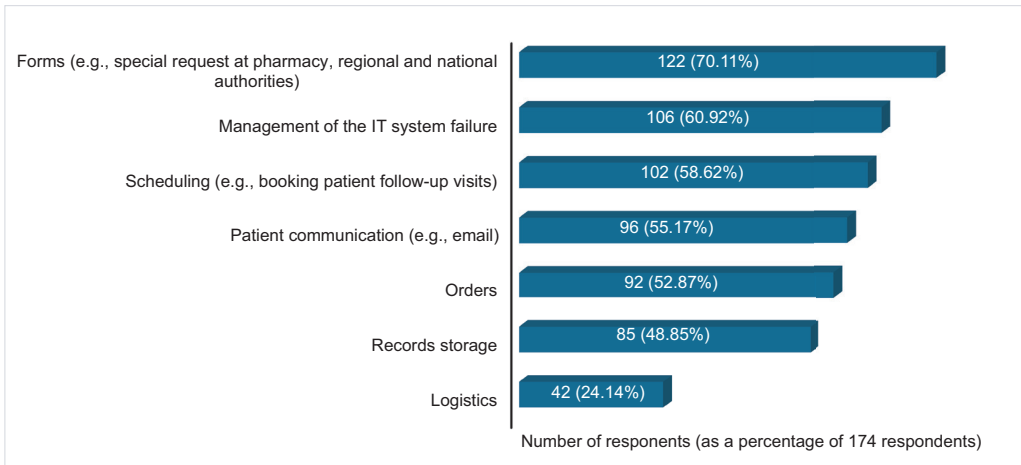 Forms (e.g., special request at pharmacy, regional and national
authorities)
122 (70.11%)
Management of the IT system failure
106 (60.92%)
Scheduling (e.g., booking patient follow-up visits)
102 (58.62%)
Patient communication (e.g., email)
96 (55.17%)
Orders
92 (52.87%)
Records storage
85 (48.85%)
Logistics
42 (24.14%)
Number of responents (as a percentage of 174 respondents)